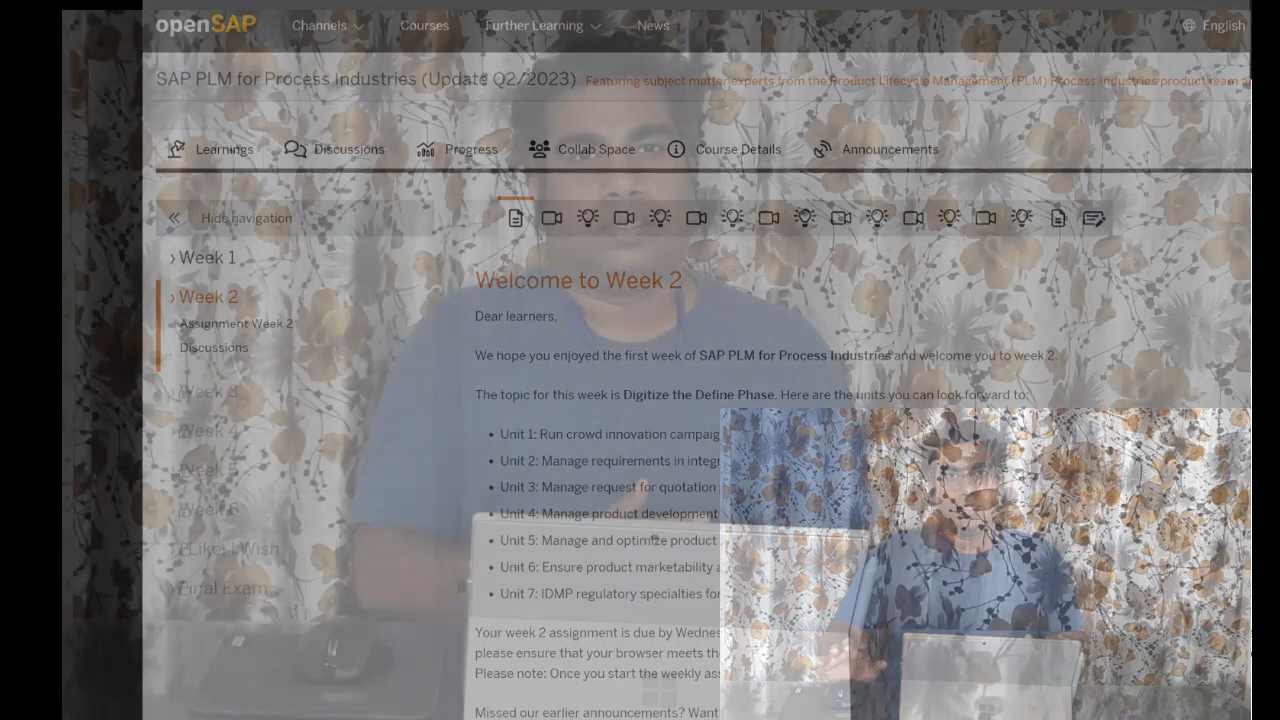 openSAP Channels Courses Further Learning News English
SAP PLM for Process Industries (Update Q2/2023) Featuring subject matter experts from the Product Lifecycle Management (PLM) Process Industries product team
Learnings Discussions Progress Collab Space Course Details Announcements
Hide navigation
Week 1
Week 2
Assignment Week 2
Discussions
Week 3
Week 4
Week 5
Week 6
I Like, I Wish
Final Exam
Welcome to Week 2
Dear learners,
We hope you enjoyed the first week of SAP PLM for Process Industries and welcome you to week 2.
The topic for this week is Digitize the Define Phase. Here are the units you can look forward to:
Unit 1: Run crowd innovation campaig
Unit 2: Manage requirements in integr
Unit 3: Manage request for quotation
Unit 4: Manage product development
Unit 5: Manage and optimize product
Unit 6: Ensure product marketability a
Unit 7: IDMP regulatory specialties for
Your week 2 assignment is due by Wednes
please ensure that your browser meets the
Please note: Once you start the weekly ass
Missed our earlier announcements? Want